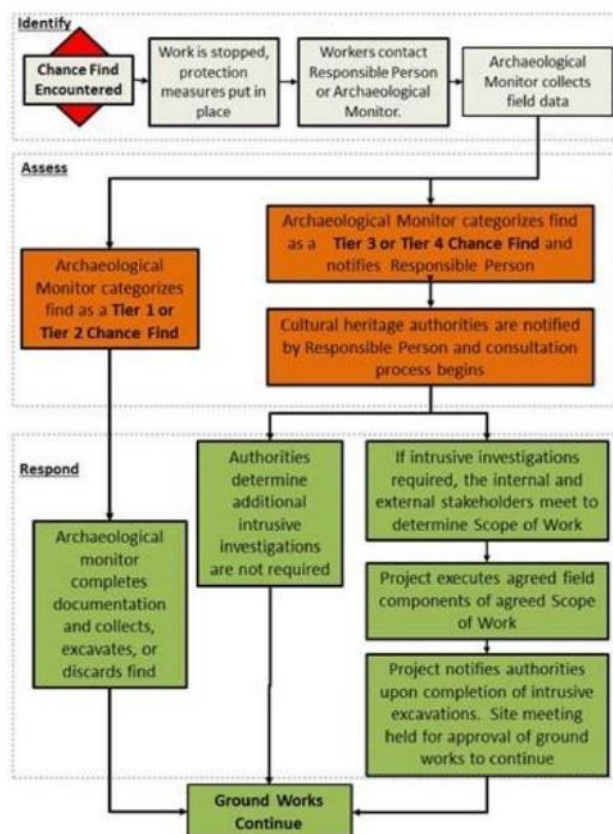 Identify
Chance Find
Encountered
Work is stopped,
protection
measures put in
place
Workers contact
Responsible Person
or Archaeological
Monitor.
Archaeological
Monitor collects
field data
Assess
Archaeological Monitor categorizes find
as a Tier 3 or Tier 4 Chance Find and
notifies Responsible Person
Archaeological
Monitor categorizes
find as a Tier 1 or
Tier 2 Chance Find
Cultural heritage authorities are notified
by Responsible Person and consultation
process begins
Respond
Authorities
determine
additional
intrusive
investigations
are not required
If intrusive investigations
required, the internal and
external stakeholders meet to
determine Scope of Work
Archaeological
monitor
completes
documentation
and collects,
excavates, or
discards find
Project executes agreed field
components of agreed Scope
of Work
Project notifies authorities
upon completion of intrusive
excavations. Site meeting
held for approval of ground
works to continue
Ground Works
Continue